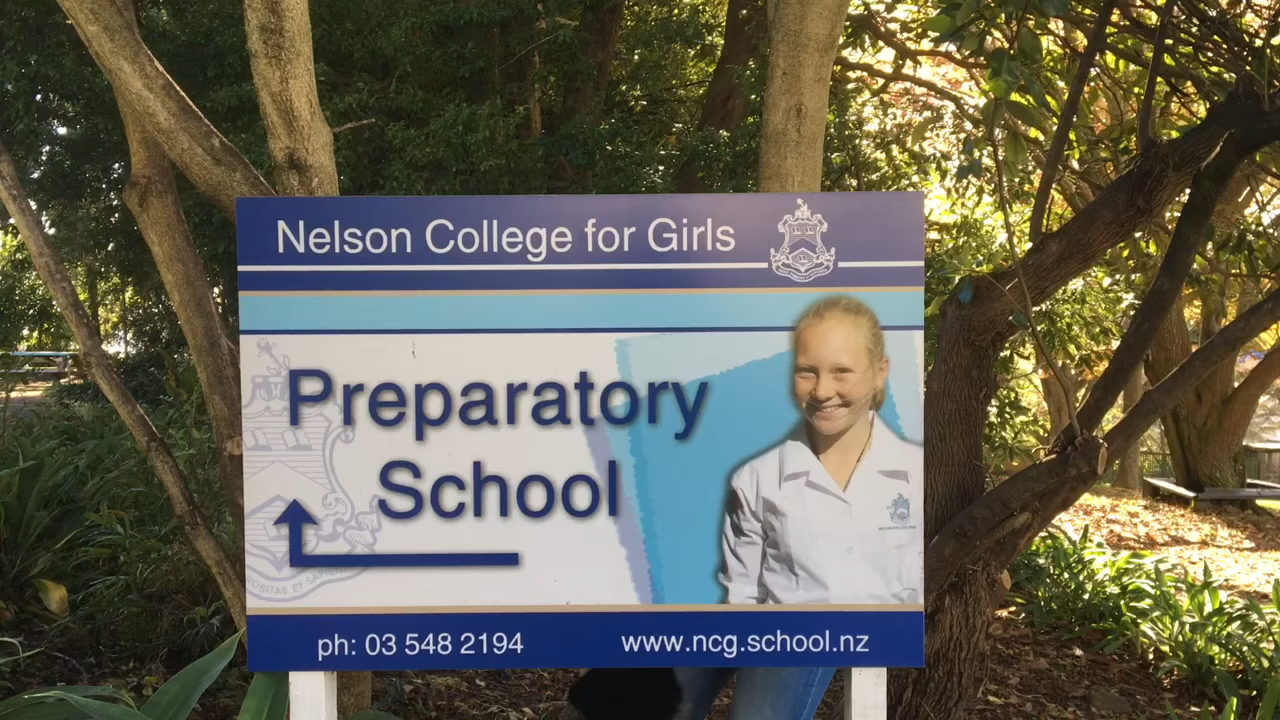 Nelson College for Girls
Preparatory
School
ph: 03 548 2194
www.ncg.school.nz